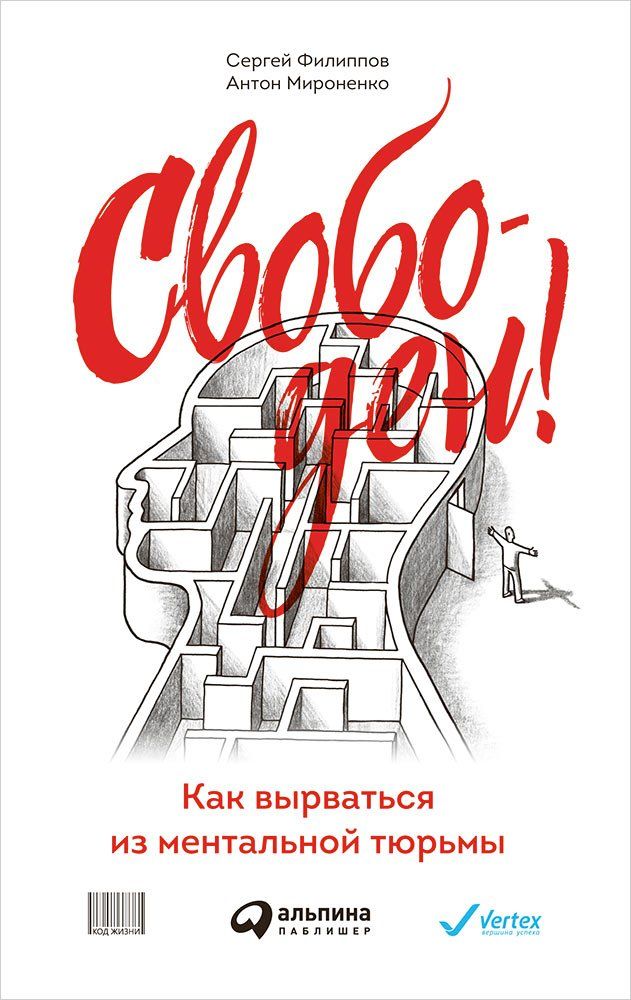 Сергей Филиппов
Антон Мироненко
Свобо-
ден!
Как вырваться
из ментальной тюрьмы
КОД ЖИЗНИ
альпина
ПАБЛИШЕР
Vertex
вершина успеха